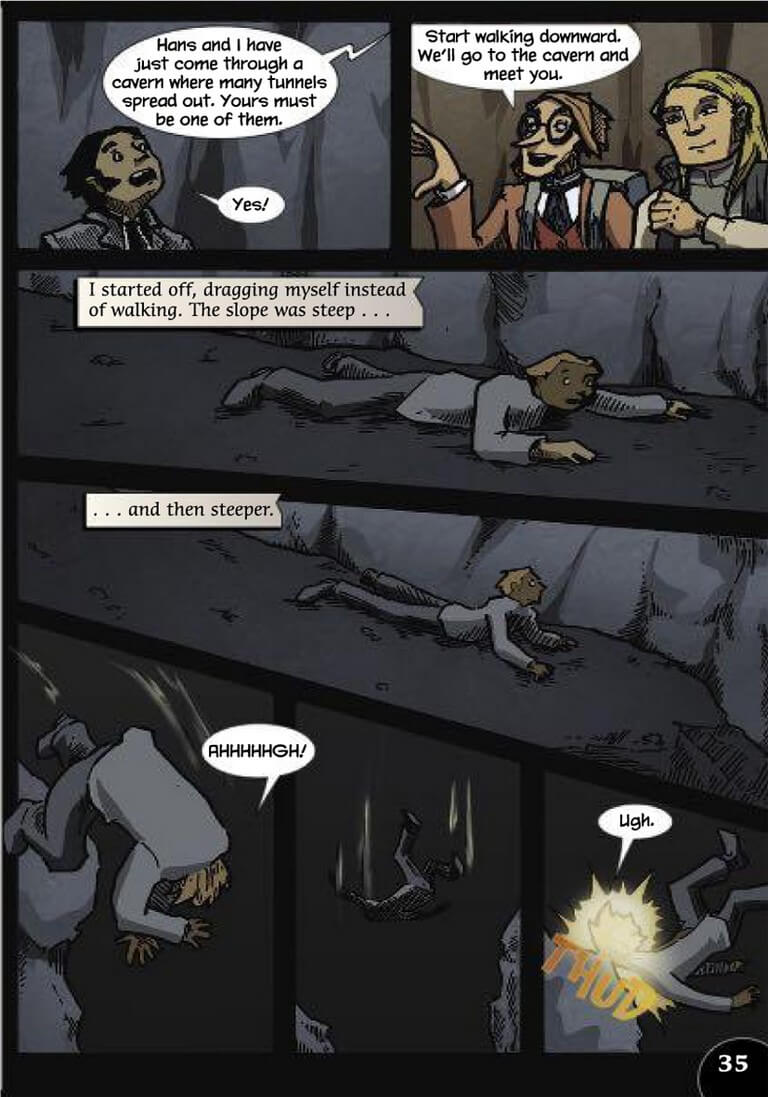 Hans and I have
just come through a
cavern where many tunnels
spread out. Yours must
be one of them.
Yes!
Start walking downward.
We'll go to the cavern and
meet you.
I started off, dragging myself instead
of walking. The slope was steep . . .
. . . and then steeper.
AHHHHHGH!
Ugh.
THUD
35